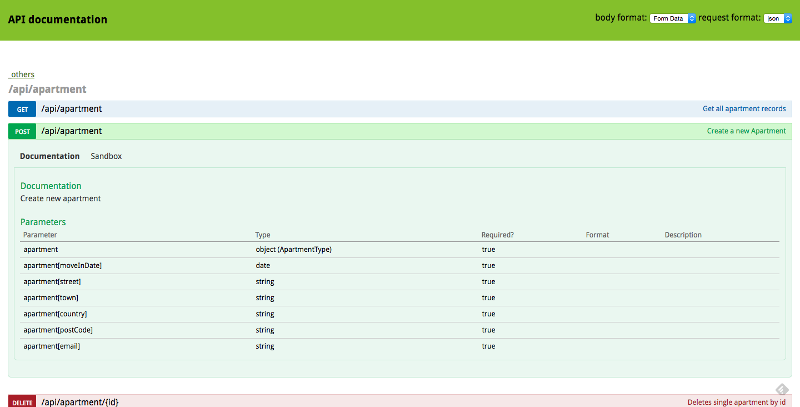 API documentation body format: Form Data request format: json
_others
/api/apartment
GET /api/apartment Get all apartment records
POST /api/apartment Create a new Apartment
Documentation Sandbox
Documentation
Create new apartment
Parameters
Parameter Type Required? Format Description
apartment object (ApartmentType) true
apartment[moveInDate] date true
apartment[street] string true
apartment[town] string true
apartment[country] string true
apartment[postCode] string true
apartment[email] string true
DELETE /api/apartment/{id} Deletes single apartment by id